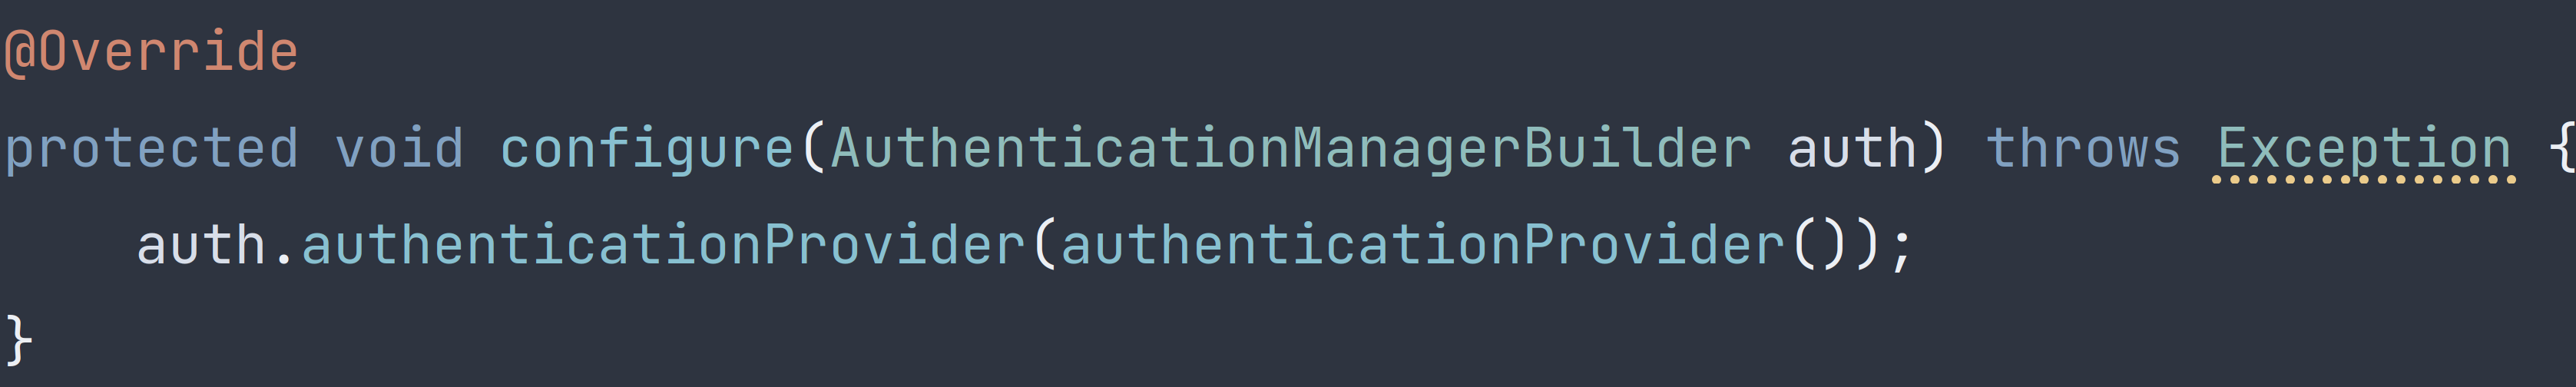 @Override
protected void configure(AuthenticationManagerBuilder auth) throws Exception {
    auth.authenticationProvider(authenticationProvider());
}